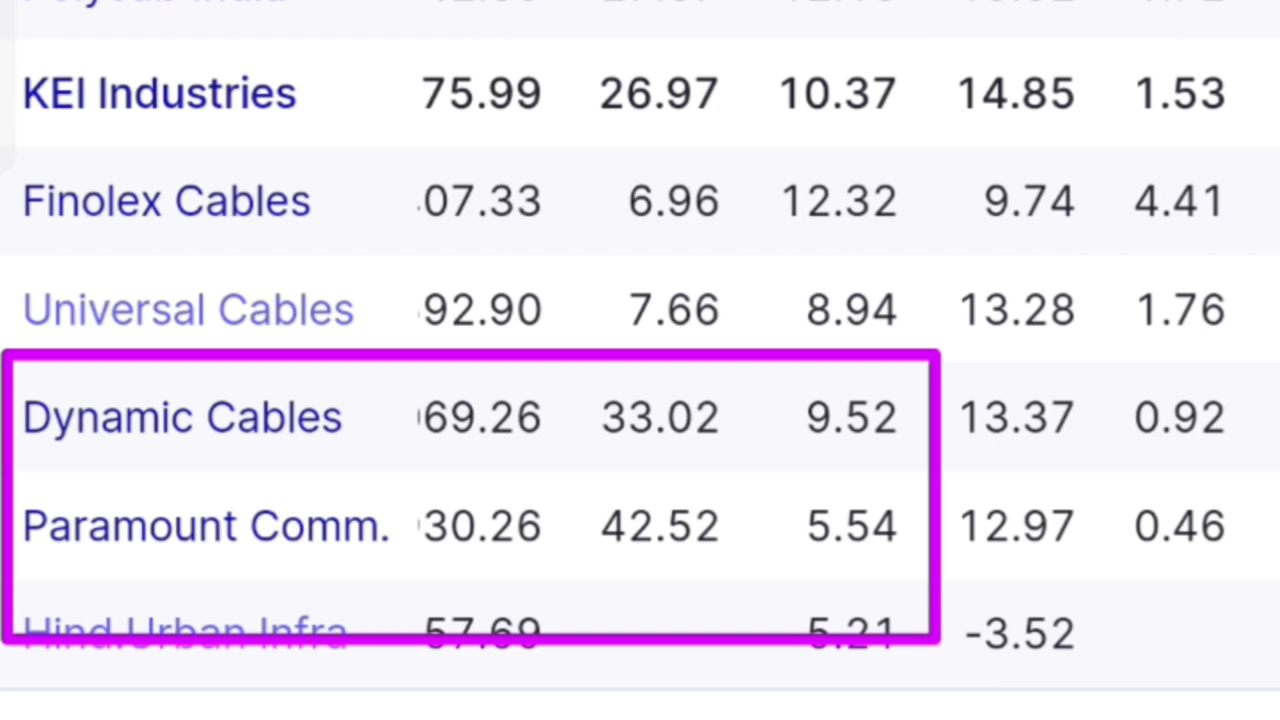 KEI Industries 75.99 26.97 10.37 14.85 1.53
Finolex Cables 07.33 6.96 12.32 9.74 4.41
Universal Cables 92.90 7.66 8.94 13.28 1.76
Dynamic Cables 69.26 33.02 9.52 13.37 0.92
Paramount Comm. 30.26 42.52 5.54 12.97 0.46
Hind.Urban Infra 57.69 5.21 -3.52